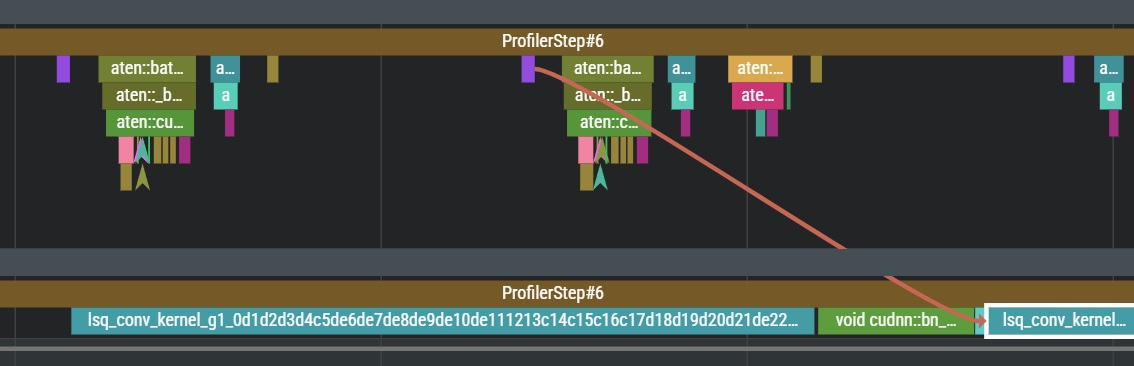 ProfilerStep#6
aten::bat... a... aten::ba... a... aten:... a...
aten::_b... a aten::_b... a ate... a
aten::cu... aten::c...
ProfilerStep#6
lsq_conv_kernel_g1_0d1d2d3d4c5de6de7de8de9de10de111213c14c15c16c17d18d19d20d21de22... void cudnn::bn_... lsq_conv_kernel...